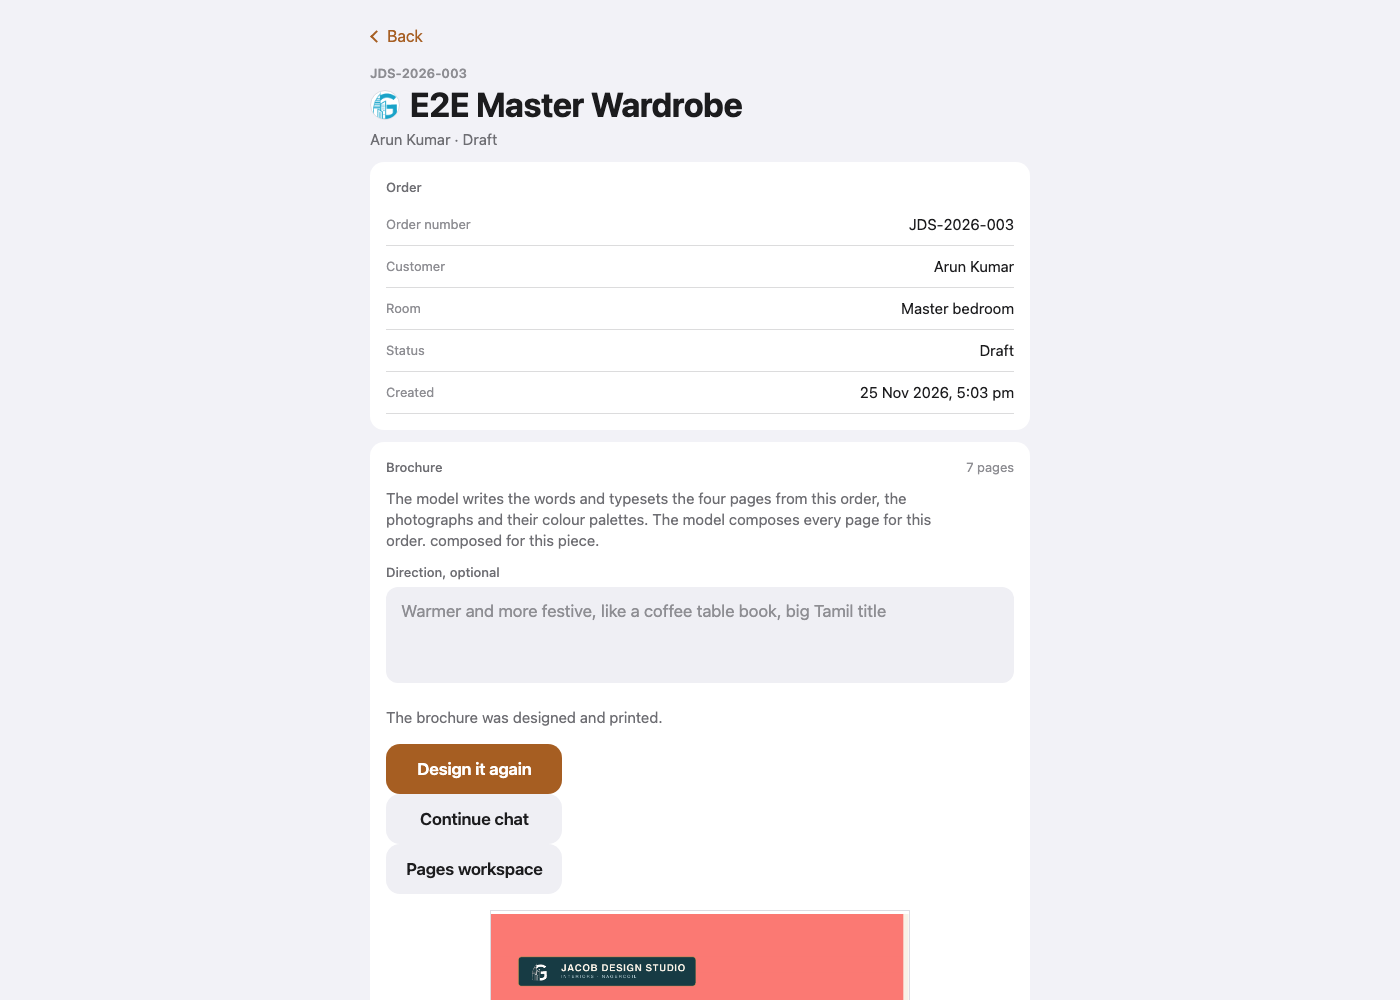 Back
JDS-2026-003
E2E Master Wardrobe
Arun Kumar · Draft
Order
Order number JDS-2026-003
Customer Arun Kumar
Room Master bedroom
Status Draft
Created 25 Nov 2026, 5:03 pm
Brochure 7 pages
The model writes the words and typesets the four pages from this order, the
photographs and their colour palettes. The model composes every page for this
order. composed for this piece.
Direction, optional
Warmer and more festive, like a coffee table book, big Tamil title
The brochure was designed and printed.
Design it again
Continue chat
Pages workspace
JACOB DESIGN STUDIO
INTERIORS · NAGERCOIL